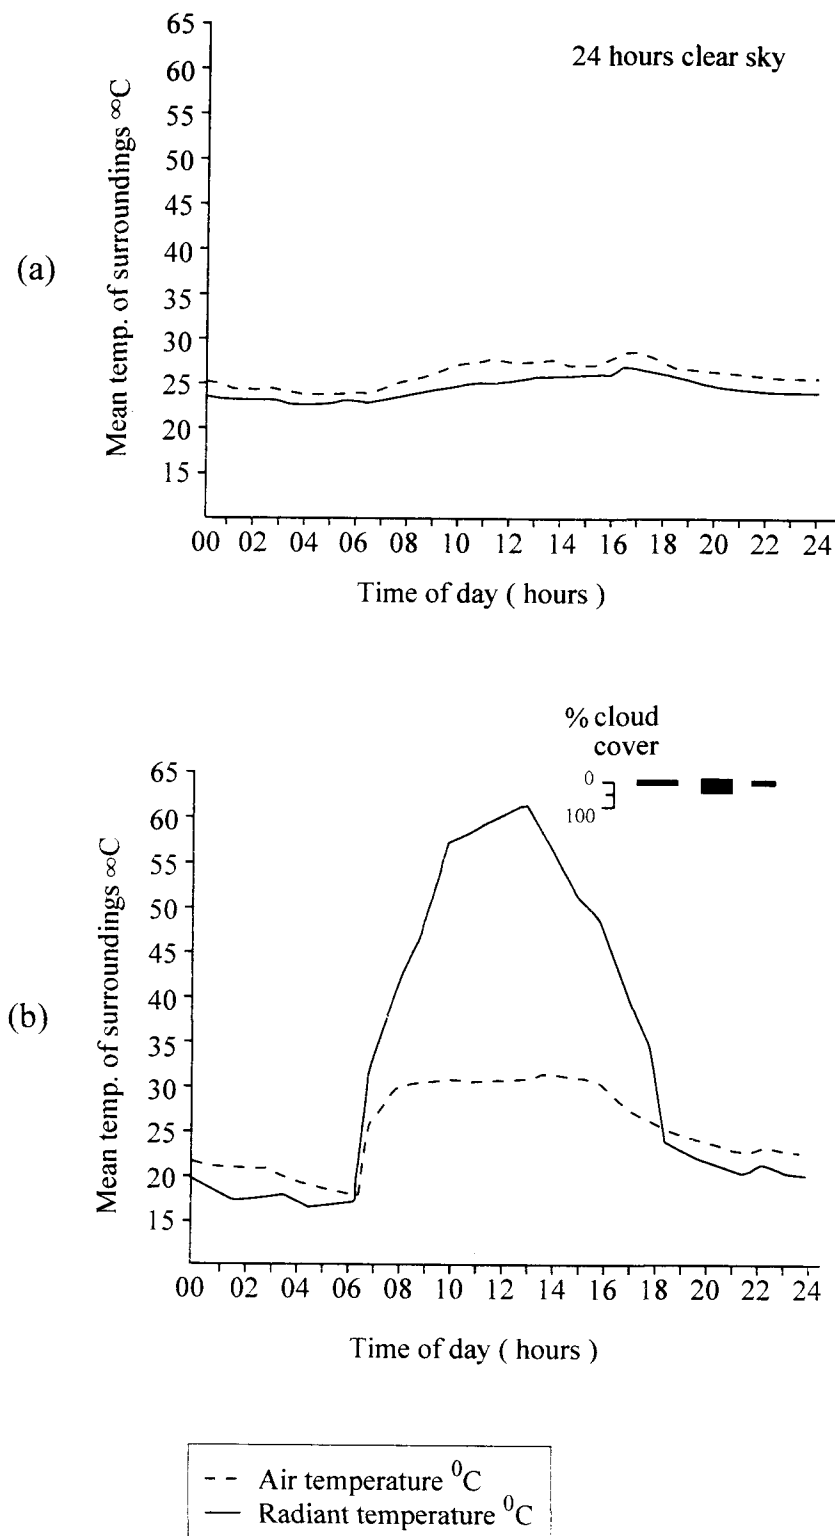 24 hours clear sky
(a)
Mean temp. of surroundings ∞C
65
60
55
50
45
40
35
30
25
20
15
00 02 04 06 08 10 12 14 16 18 20 22 24
Time of day ( hours )
% cloud
cover
0
100
(b)
Mean temp. of surroundings ∞C
65
60
55
50
45
40
35
30
25
20
15
00 02 04 06 08 10 12 14 16 18 20 22 24
Time of day ( hours )
Air temperature ⁰C
Radiant temperature ⁰C